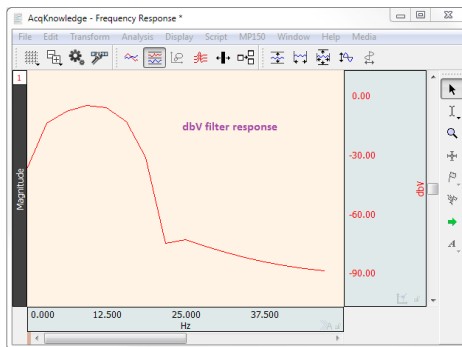 AcqKnowledge - Frequency Response *
File Edit Transform Analysis Display Script MP150 Window Help Media
1
dbV filter response
Magnitude
0.00
-30.00
-60.00
-90.00
dbV
0.000 12.500 25.000 37.500
Hz